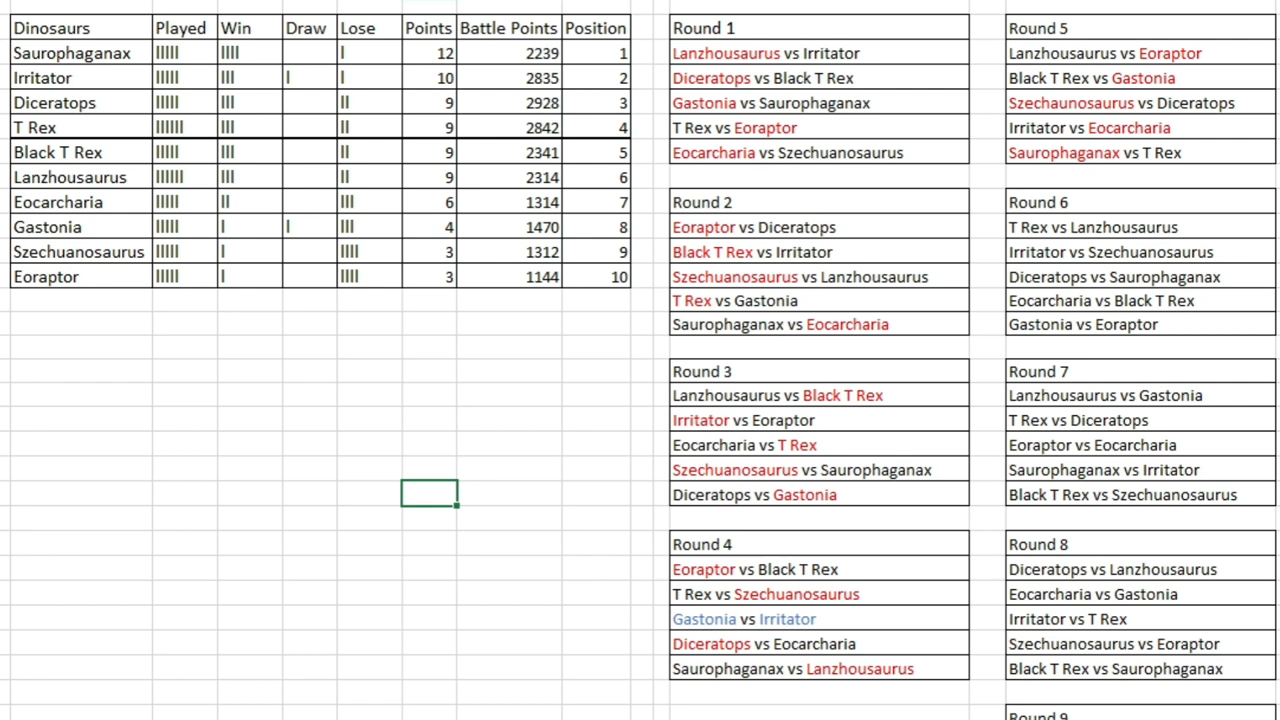 Dinosaurs Played Win Draw Lose Points Battle Points Position
Saurophaganax IIIII IIII I 12 2239 1
Irritator IIIII III I I 10 2835 2
Diceratops IIIII III II 9 2928 3
T Rex IIIIII III II 9 2842 4
Black T Rex IIIII III II 9 2341 5
Lanzhousaurus IIIIII III II 9 2314 6
Eocarcharia IIIII II III 6 1314 7
Gastonia IIIII I I III 4 1470 8
Szechuanosaurus IIIII I IIII 3 1312 9
Eoraptor IIIII I IIII 3 1144 10
Round 1
Lanzhousaurus vs Irritator
Diceratops vs Black T Rex
Gastonia vs Saurophaganax
T Rex vs Eoraptor
Eocarcharia vs Szechuanosaurus
Round 2
Eoraptor vs Diceratops
Black T Rex vs Irritator
Szechuanosaurus vs Lanzhousaurus
T Rex vs Gastonia
Saurophaganax vs Eocarcharia
Round 3
Lanzhousaurus vs Black T Rex
Irritator vs Eoraptor
Eocarcharia vs T Rex
Szechuanosaurus vs Saurophaganax
Diceratops vs Gastonia
Round 4
Eoraptor vs Black T Rex
T Rex vs Szechuanosaurus
Gastonia vs Irritator
Diceratops vs Eocarcharia
Saurophaganax vs Lanzhousaurus
Round 5
Lanzhousaurus vs Eoraptor
Black T Rex vs Gastonia
Szechaunosaurus vs Diceratops
Irritator vs Eocarcharia
Saurophaganax vs T Rex
Round 6
T Rex vs Lanzhousaurus
Irritator vs Szechuanosaurus
Diceratops vs Saurophaganax
Eocarcharia vs Black T Rex
Gastonia vs Eoraptor
Round 7
Lanzhousaurus vs Gastonia
T Rex vs Diceratops
Eoraptor vs Eocarcharia
Saurophaganax vs Irritator
Black T Rex vs Szechuanosaurus
Round 8
Diceratops vs Lanzhousaurus
Eocarcharia vs Gastonia
Irritator vs T Rex
Szechuanosaurus vs Eoraptor
Black T Rex vs Saurophaganax
Round 9